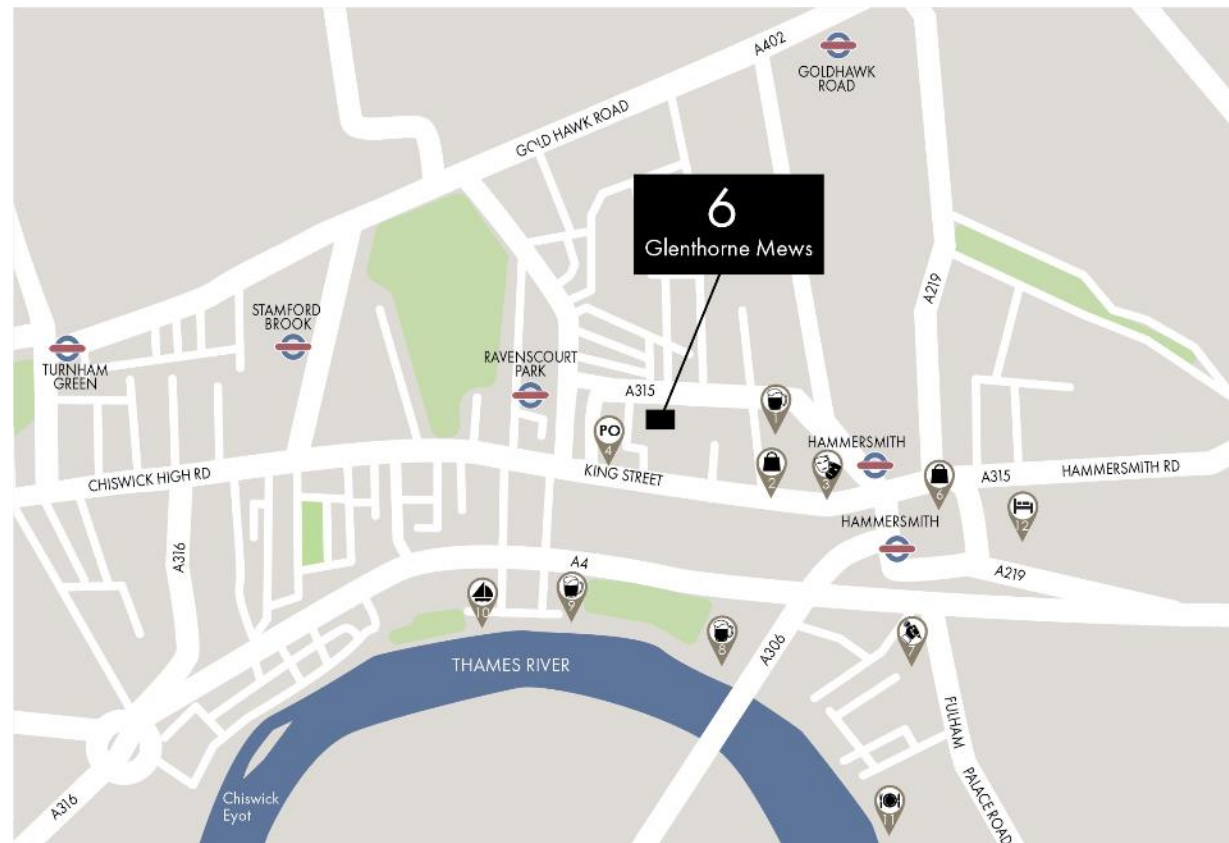 A402
GOLDHAWK
ROAD
GOLD HAWK ROAD
6
Glenthorne Mews
A219
STAMFORD
BROOK
TURNHAM
GREEN
RAVENSCOURT
PARK
A315
1
PO
4
HAMMERSMITH
2
3
KING STREET
CHISWICK HIGH RD
6
A315
HAMMERSMITH RD
12
HAMMERSMITH
A316
A4
A219
10
9
8
A306
7
THAMES RIVER
FULHAM
PALACE ROAD
A316
Chiswick
Eyot
11